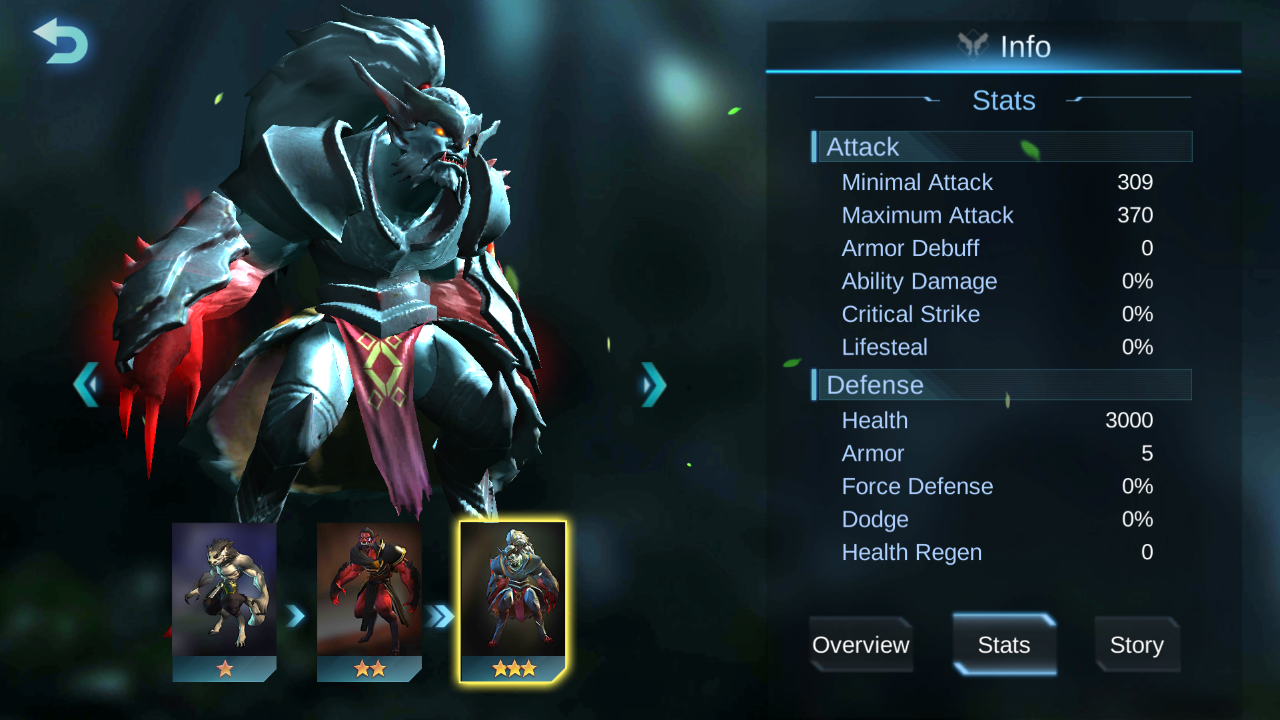 Info
Stats
Attack
Minimal Attack 309
Maximum Attack 370
Armor Debuff 0
Ability Damage 0%
Critical Strike 0%
Lifesteal 0%
Defense
Health 3000
Armor 5
Force Defense 0%
Dodge 0%
Health Regen 0
Overview Stats Story